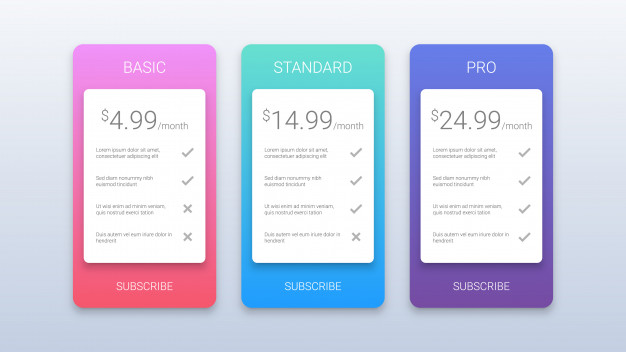 BASIC
$4.99/month
Lorem ipsum dolor sit amet,
consectetuer adipiscing elit
Sed diam nonummy nibh
euismod tincidunt
Ut wisi enim ad minim veniam,
quis nostrud exerci tation
Duis autem vel eum iriure dolor in
hendrerit
SUBSCRIBE
STANDARD
$14.99/month
Lorem ipsum dolor sit amet,
consectetuer adipiscing elit
Sed diam nonummy nibh
euismod tincidunt
Ut wisi enim ad minim veniam,
quis nostrud exerci tation
Duis autem vel eum iriure dolor in
hendrerit
SUBSCRIBE
PRO
$24.99/month
Lorem ipsum dolor sit amet,
consectetuer adipiscing elit
Sed diam nonummy nibh
euismod tincidunt
Ut wisi enim ad minim veniam,
quis nostrud exerci tation
Duis autem vel eum iriure dolor in
hendrerit
SUBSCRIBE